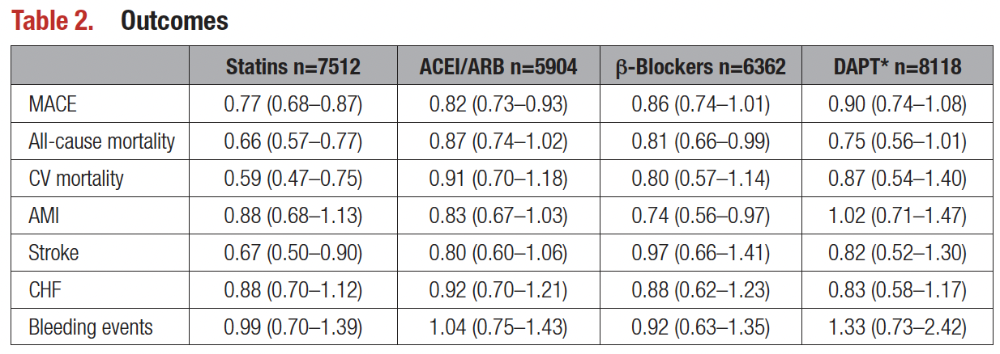 Table 2. Outcomes
Statins n=7512 ACEI/ARB n=5904 β-Blockers n=6362 DAPT* n=8118
MACE 0.77 (0.68–0.87) 0.82 (0.73–0.93) 0.86 (0.74–1.01) 0.90 (0.74–1.08)
All-cause mortality 0.66 (0.57–0.77) 0.87 (0.74–1.02) 0.81 (0.66–0.99) 0.75 (0.56–1.01)
CV mortality 0.59 (0.47–0.75) 0.91 (0.70–1.18) 0.80 (0.57–1.14) 0.87 (0.54–1.40)
AMI 0.88 (0.68–1.13) 0.83 (0.67–1.03) 0.74 (0.56–0.97) 1.02 (0.71–1.47)
Stroke 0.67 (0.50–0.90) 0.80 (0.60–1.06) 0.97 (0.66–1.41) 0.82 (0.52–1.30)
CHF 0.88 (0.70–1.12) 0.92 (0.70–1.21) 0.88 (0.62–1.23) 0.83 (0.58–1.17)
Bleeding events 0.99 (0.70–1.39) 1.04 (0.75–1.43) 0.92 (0.63–1.35) 1.33 (0.73–2.42)